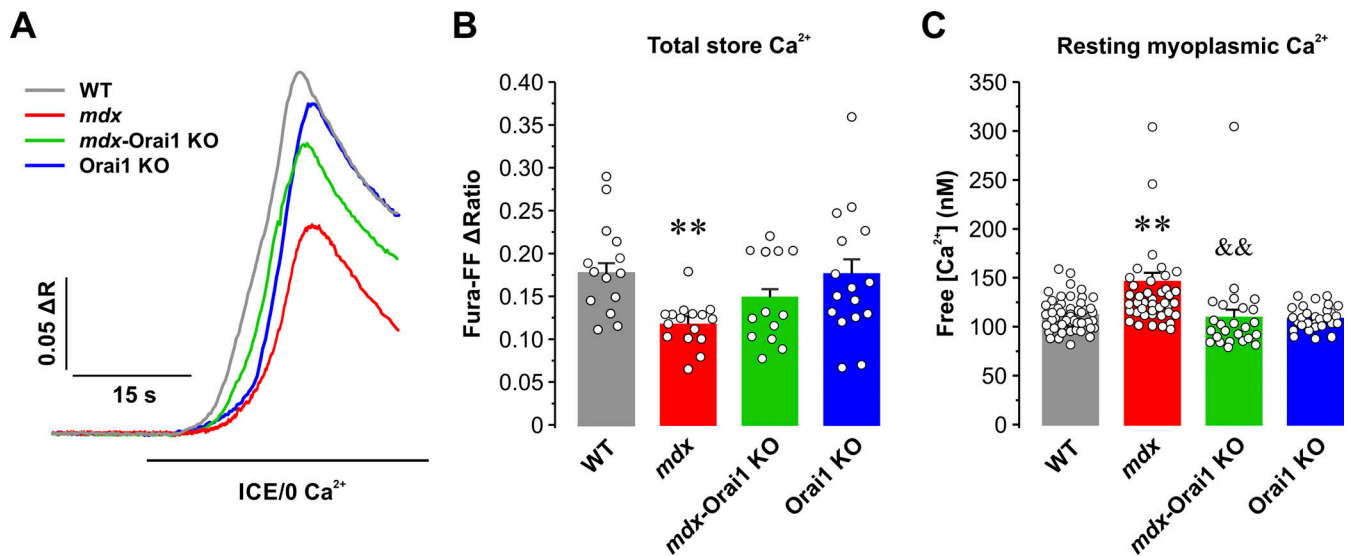 A
WT
mdx
mdx-Orai1 KO
Orai1 KO
0.05 ΔR
15 s
ICE/0 Ca²⁺
B
Total store Ca²⁺
Fura-FF ΔRatio
0.40
0.35
0.30
0.25
0.20
0.15
0.10
0.05
0
**
WT
mdx
mdx-Orai1 KO
Orai1 KO
C
Resting myoplasmic Ca²⁺
Free [Ca²⁺] (nM)
350
300
250
200
150
100
50
0
**
&&
WT
mdx
mdx-Orai1 KO
Orai1 KO